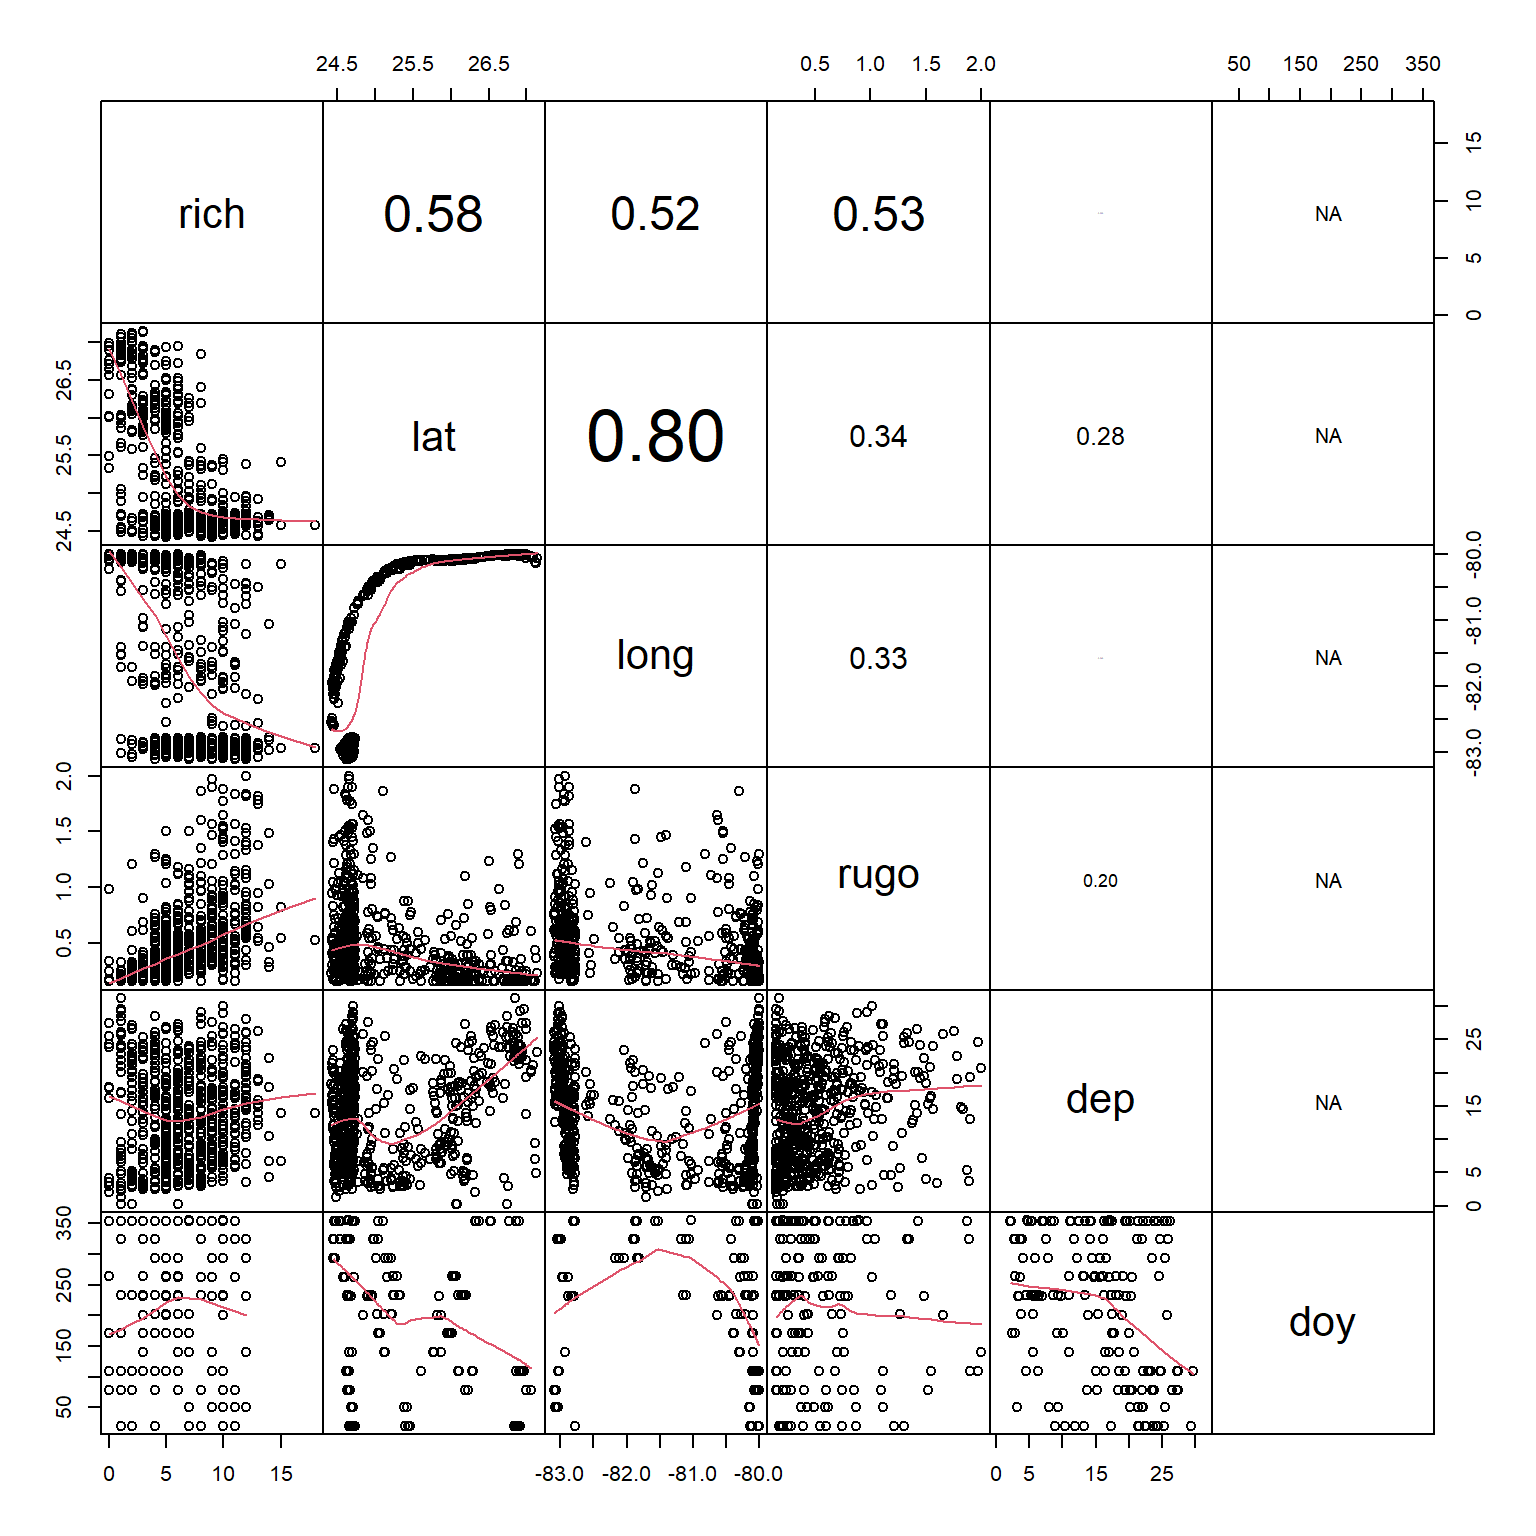 24.5 25.5 26.5 0.5 1.0 1.5 2.0 50 150 250 350
rich 0.58 0.52 0.53 NA
0 5 10 15
26.5 25.5 24.5
lat 0.80 0.34 0.28 NA
long 0.33 NA
-80.0 -81.0 -82.0 -83.0
2.0 1.5 1.0 0.5
rugo 0.20 NA
dep NA
25 15 5 0
350 250 150 50
doy
0 5 10 15 -83.0 -82.0 -81.0 -80.0 0 5 15 25